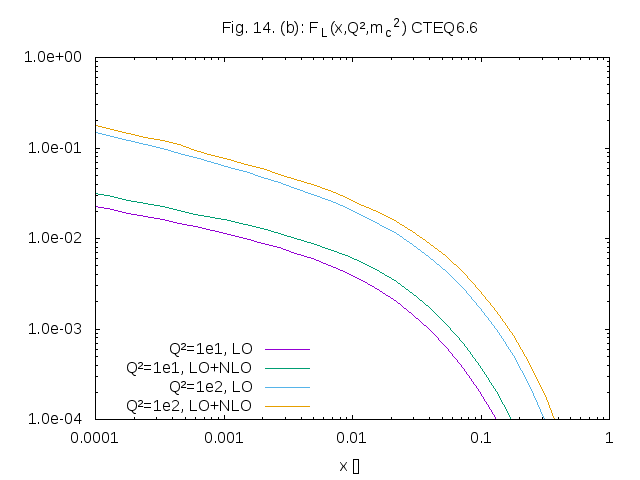 Fig. 14. (b): F_L(x,Q²,m_c^2) CTEQ6.6
1.0e+00
1.0e-01
1.0e-02
1.0e-03
1.0e-04
Q²=1e1, LO
Q²=1e1, LO+NLO
Q²=1e2, LO
Q²=1e2, LO+NLO
0.0001 0.001 0.01 0.1 1
x []